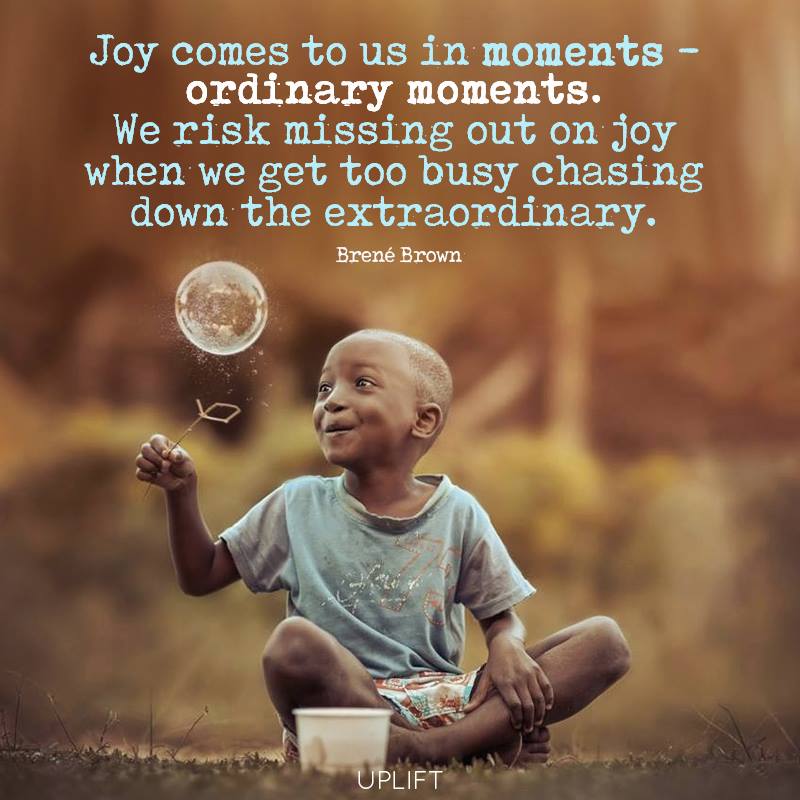 Joy comes to us in moments –
ordinary moments.
We risk missing out on joy
when we get too busy chasing
down the extraordinary.
Brené Brown
UPLIFT